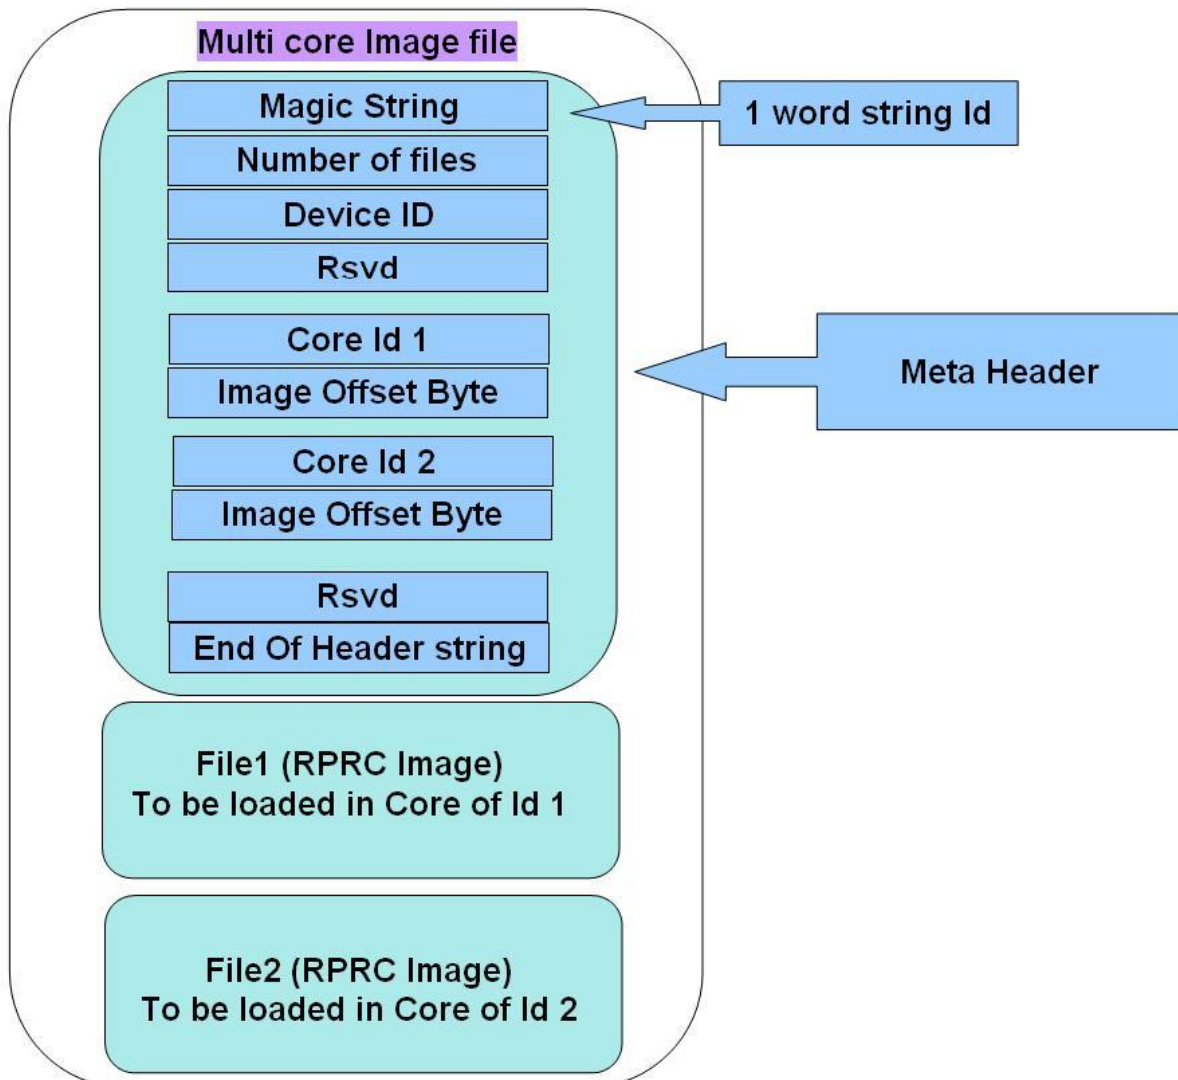 Multi core Image file
Magic String
1 word string Id
Number of files
Device ID
Rsvd
Core Id 1
Image Offset Byte
Meta Header
Core Id 2
Image Offset Byte
Rsvd
End Of Header string
File1 (RPRC Image)
To be loaded in Core of Id 1
File2 (RPRC Image)
To be loaded in Core of Id 2